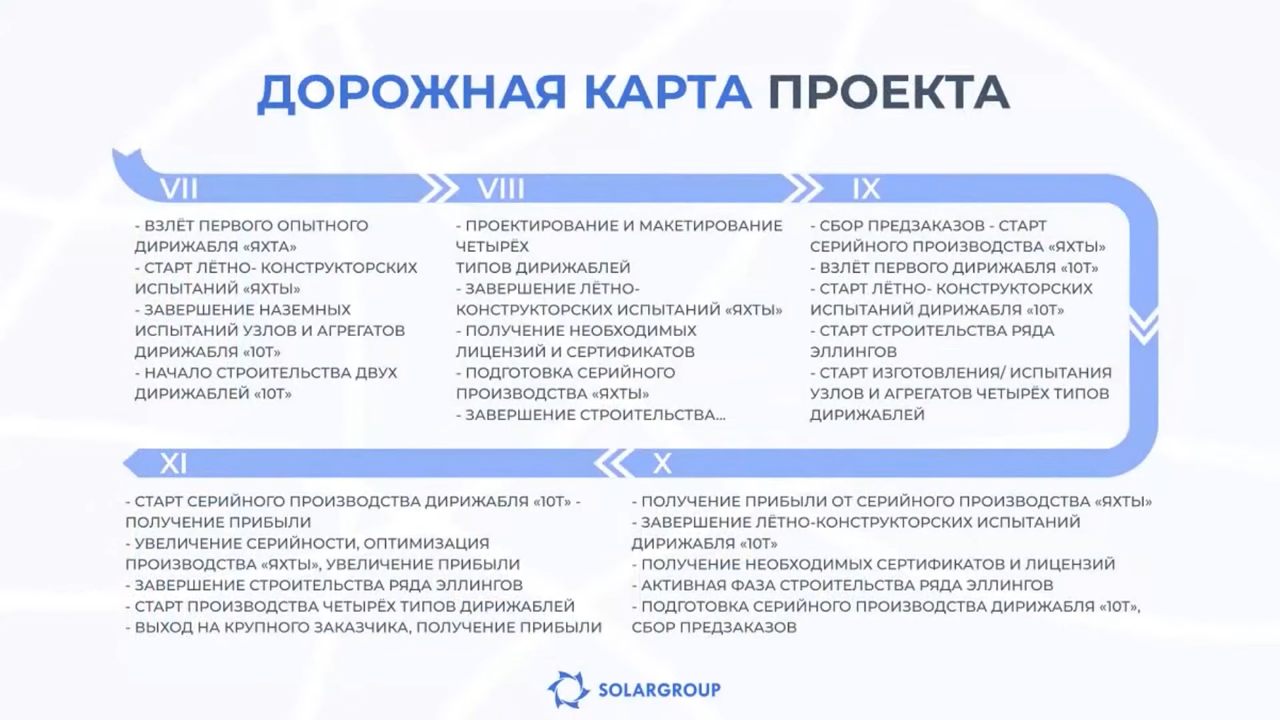 ДОРОЖНАЯ КАРТА ПРОЕКТА
VII
- ВЗЛЁТ ПЕРВОГО ОПЫТНОГО
ДИРИЖАБЛЯ «ЯХТА»
- СТАРТ ЛЁТНО- КОНСТРУКТОРСКИХ
ИСПЫТАНИЙ «ЯХТЫ»
- ЗАВЕРШЕНИЕ НАЗЕМНЫХ
ИСПЫТАНИЙ УЗЛОВ И АГРЕГАТОВ
ДИРИЖАБЛЯ «10Т»
- НАЧАЛО СТРОИТЕЛЬСТВА ДВУХ
ДИРИЖАБЛЕЙ «10Т»
VIII
- ПРОЕКТИРОВАНИЕ И МАКЕТИРОВАНИЕ
ЧЕТЫРЁХ
ТИПОВ ДИРИЖАБЛЕЙ
- ЗАВЕРШЕНИЕ ЛЁТНО-
КОНСТРУКТОРСКИХ ИСПЫТАНИЙ «ЯХТЫ»
- ПОЛУЧЕНИЕ НЕОБХОДИМЫХ
ЛИЦЕНЗИЙ И СЕРТИФИКАТОВ
- ПОДГОТОВКА СЕРИЙНОГО
ПРОИЗВОДСТВА «ЯХТЫ»
- ЗАВЕРШЕНИЕ СТРОИТЕЛЬСТВА...
IX
- СБОР ПРЕДЗАКАЗОВ - СТАРТ
СЕРИЙНОГО ПРОИЗВОДСТВА «ЯХТЫ»
- ВЗЛЁТ ПЕРВОГО ДИРИЖАБЛЯ «10Т»
- СТАРТ ЛЁТНО- КОНСТРУКТОРСКИХ
ИСПЫТАНИЙ ДИРИЖАБЛЯ «10Т»
- СТАРТ СТРОИТЕЛЬСТВА РЯДА
ЭЛЛИНГОВ
- СТАРТ ИЗГОТОВЛЕНИЯ/ ИСПЫТАНИЯ
УЗЛОВ И АГРЕГАТОВ ЧЕТЫРЁХ ТИПОВ
ДИРИЖАБЛЕЙ
X
- ПОЛУЧЕНИЕ ПРИБЫЛИ ОТ СЕРИЙНОГО ПРОИЗВОДСТВА «ЯХТЫ»
- ЗАВЕРШЕНИЕ ЛЁТНО-КОНСТРУКТОРСКИХ ИСПЫТАНИЙ
ДИРИЖАБЛЯ «10Т»
- ПОЛУЧЕНИЕ НЕОБХОДИМЫХ СЕРТИФИКАТОВ И ЛИЦЕНЗИЙ
- АКТИВНАЯ ФАЗА СТРОИТЕЛЬСТВА РЯДА ЭЛЛИНГОВ
- ПОДГОТОВКА СЕРИЙНОГО ПРОИЗВОДСТВА ДИРИЖАБЛЯ «10Т»,
СБОР ПРЕДЗАКАЗОВ
XI
- СТАРТ СЕРИЙНОГО ПРОИЗВОДСТВА ДИРИЖАБЛЯ «10Т» -
ПОЛУЧЕНИЕ ПРИБЫЛИ
- УВЕЛИЧЕНИЕ СЕРИЙНОСТИ, ОПТИМИЗАЦИЯ
ПРОИЗВОДСТВА «ЯХТЫ», УВЕЛИЧЕНИЕ ПРИБЫЛИ
- ЗАВЕРШЕНИЕ СТРОИТЕЛЬСТВА РЯДА ЭЛЛИНГОВ
- СТАРТ ПРОИЗВОДСТВА ЧЕТЫРЁХ ТИПОВ ДИРИЖАБЛЕЙ
- ВЫХОД НА КРУПНОГО ЗАКАЗЧИКА, ПОЛУЧЕНИЕ ПРИБЫЛИ
SOLARGROUP